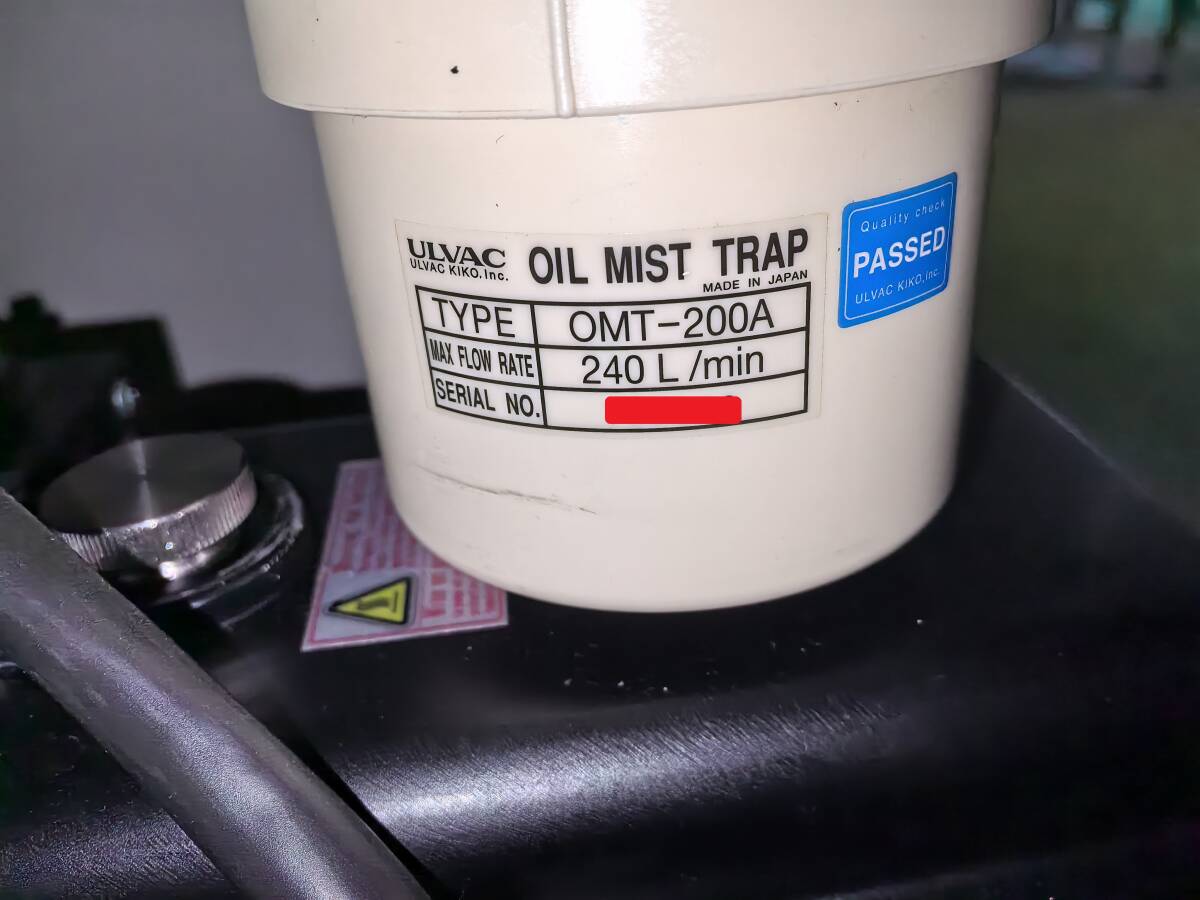 ULVAC
ULVAC KIKO, Inc.
OIL MIST TRAP
MADE IN JAPAN
TYPE OMT-200A
MAX FLOW RATE 240 L /min
SERIAL NO.
Quality check
PASSED
ULVAC KIKO, Inc.